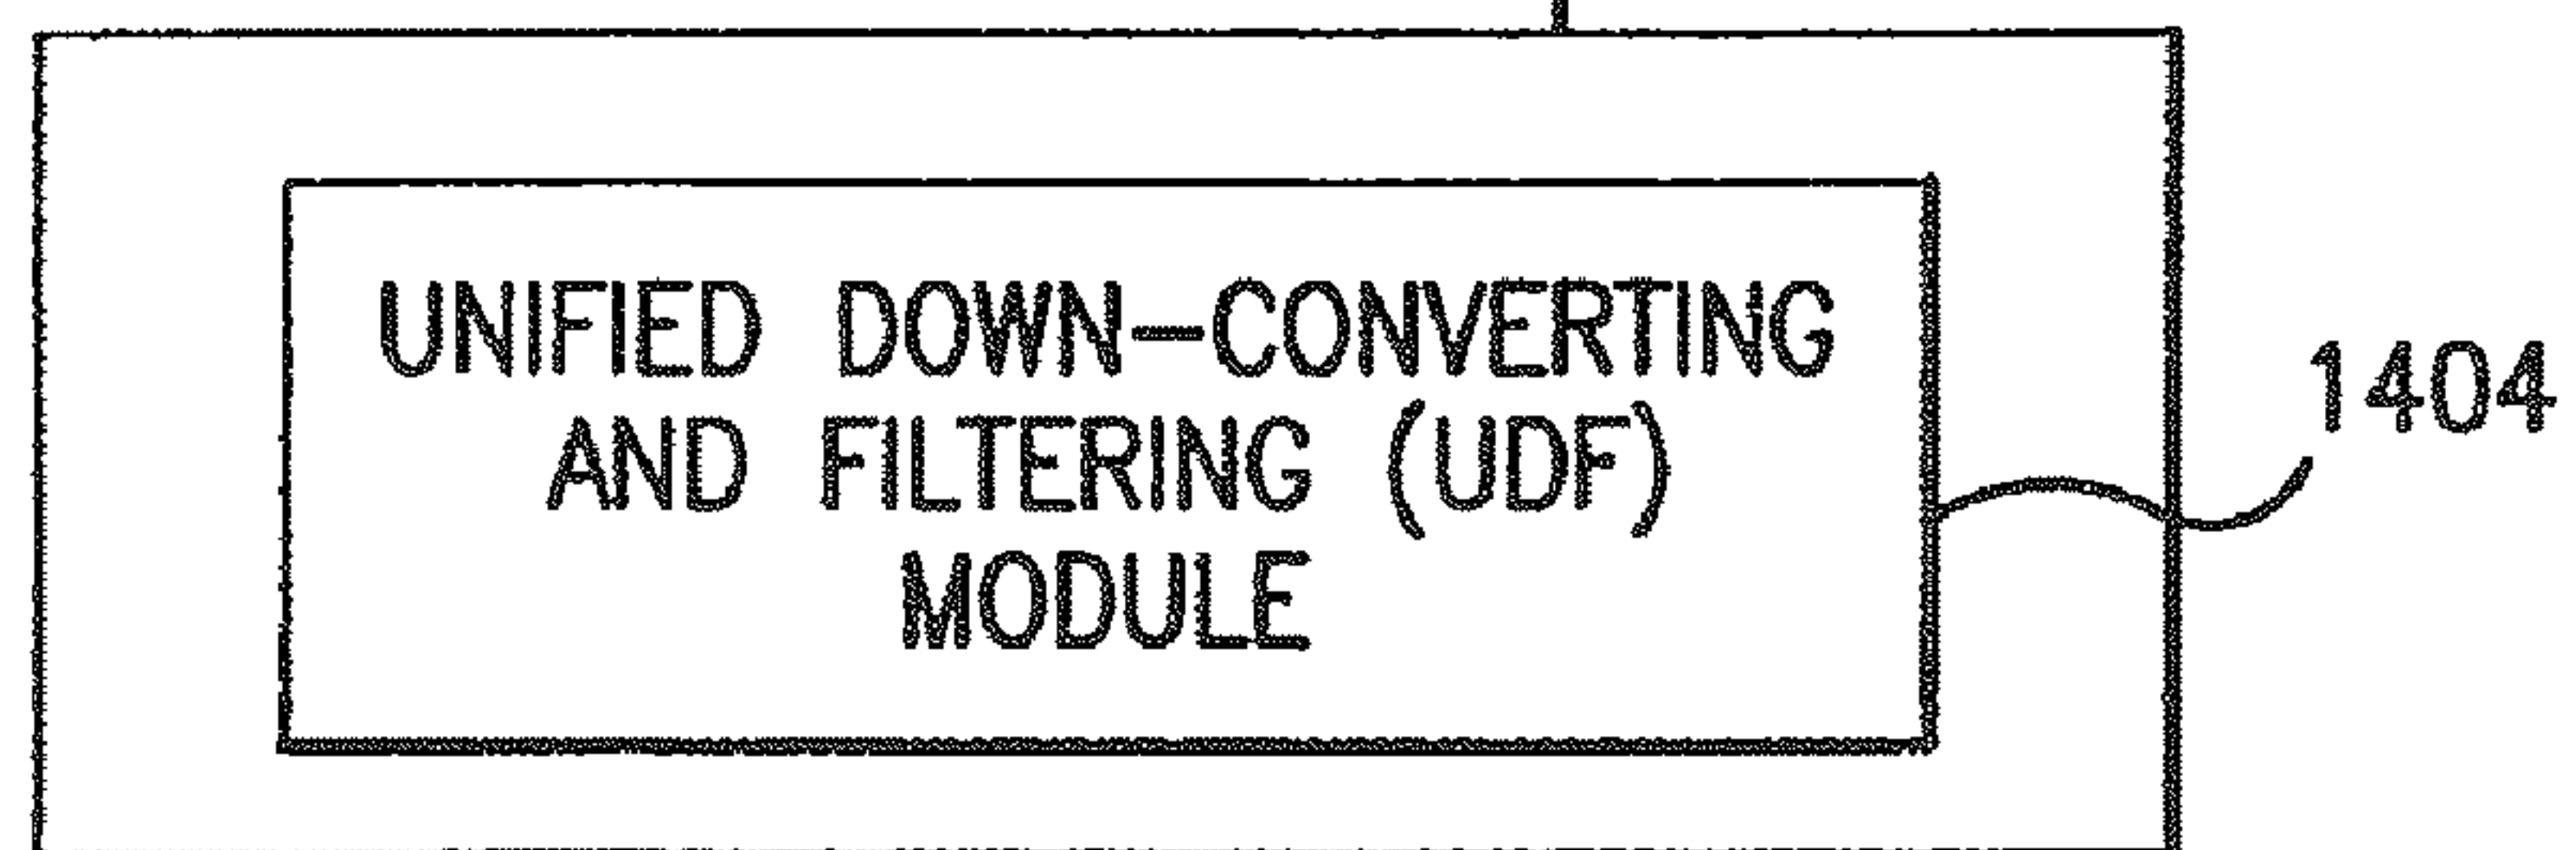 UNIFIED DOWN-CONVERTING
AND FILTERING (UDF)
MODULE
1404